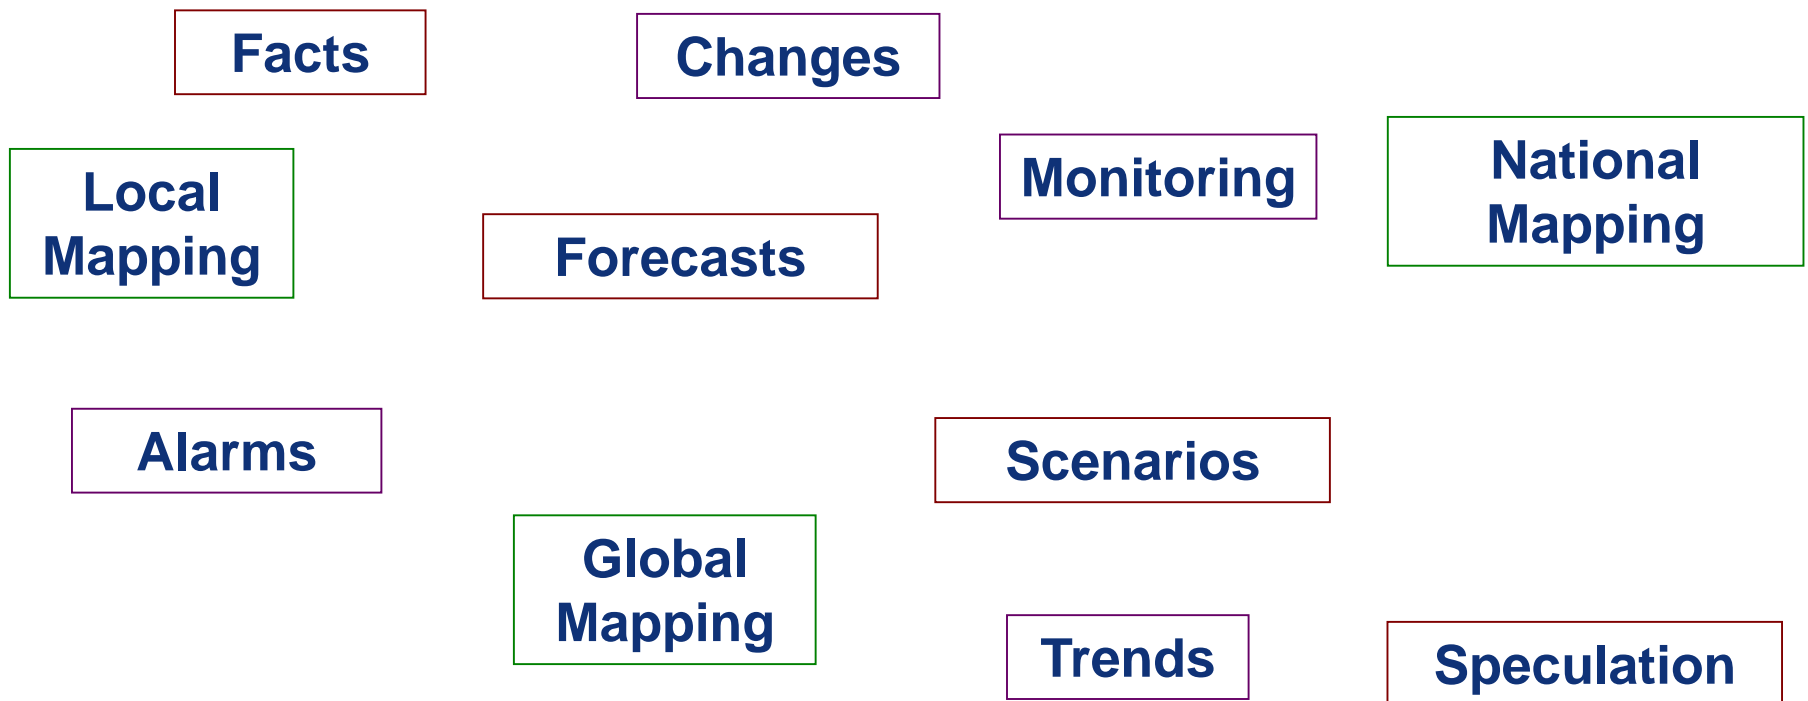 Facts
Changes
Monitoring
National
Mapping
Local
Mapping
Forecasts
Alarms
Scenarios
Global
Mapping
Trends
Speculation